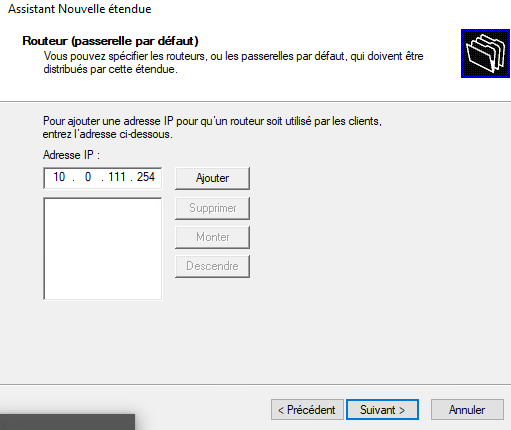 Assistant Nouvelle étendue
Routeur (passerelle par défaut)
Vous pouvez spécifier les routeurs, ou les passerelles par défaut, qui doivent être
distribués par cette étendue.
Pour ajouter une adresse IP pour qu'un routeur soit utilisé par les clients,
entrez l'adresse ci-dessous.
Adresse IP :
10 . 0 . 111 . 254
Ajouter
Supprimer
Monter
Descendre
< Précédent
Suivant >
Annuler